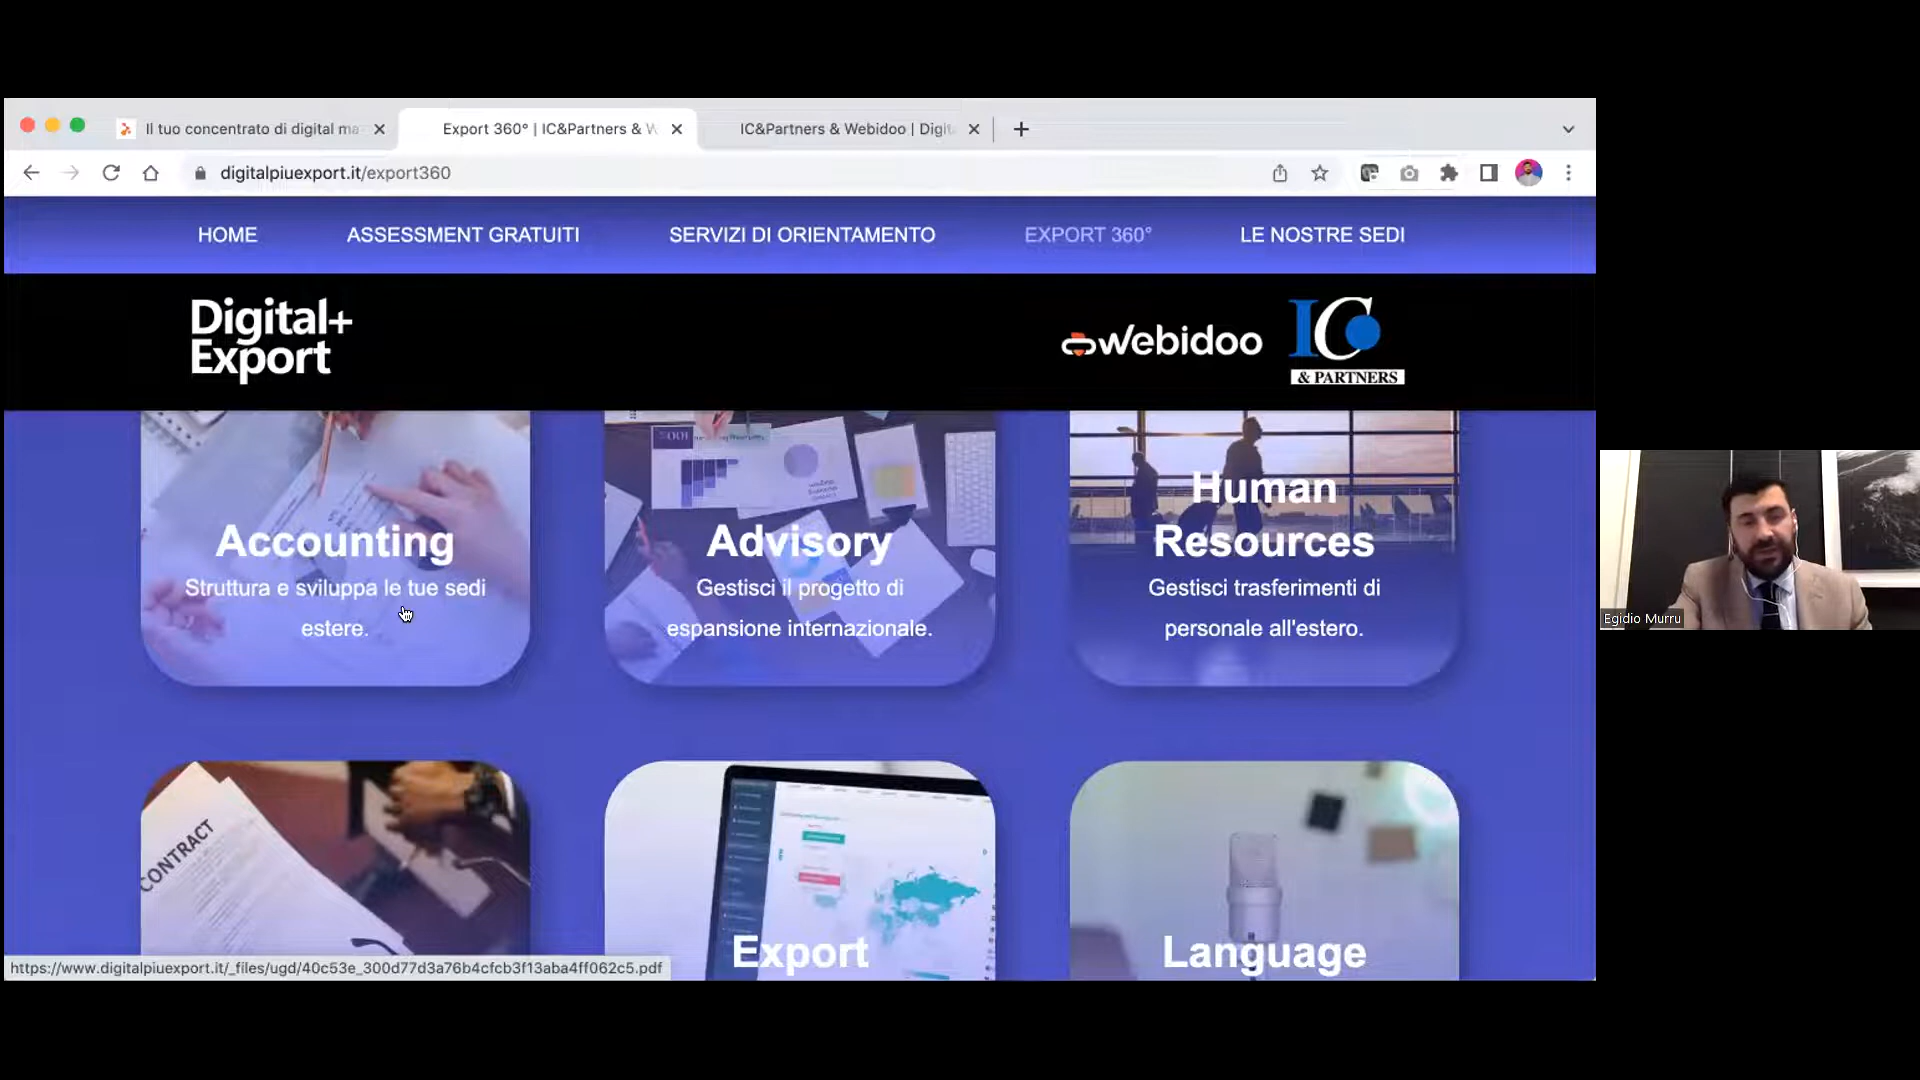 Il tuo concentrato di digital ma
Export 360° | IC&Partners & W
IC&Partners & Webidoo | Digit
digitalpiuexport.it/export360
HOME
ASSESSMENT GRATUITI
SERVIZI DI ORIENTAMENTO
EXPORT 360°
LE NOSTRE SEDI
Digital+
Export
webidoo
IC
& PARTNERS
Accounting
Struttura e sviluppa le tue sedi
estere.
Advisory
Gestisci il progetto di
espansione internazionale.
Human
Resources
Gestisci trasferimenti di
personale all'estero.
Egidio Murru
CONTRACT
Export
Language
https://www.digitalpiuexport.it/_files/ugd/40c53e_300d77d3a76b4cfcb3f13aba4ff062c5.pdf